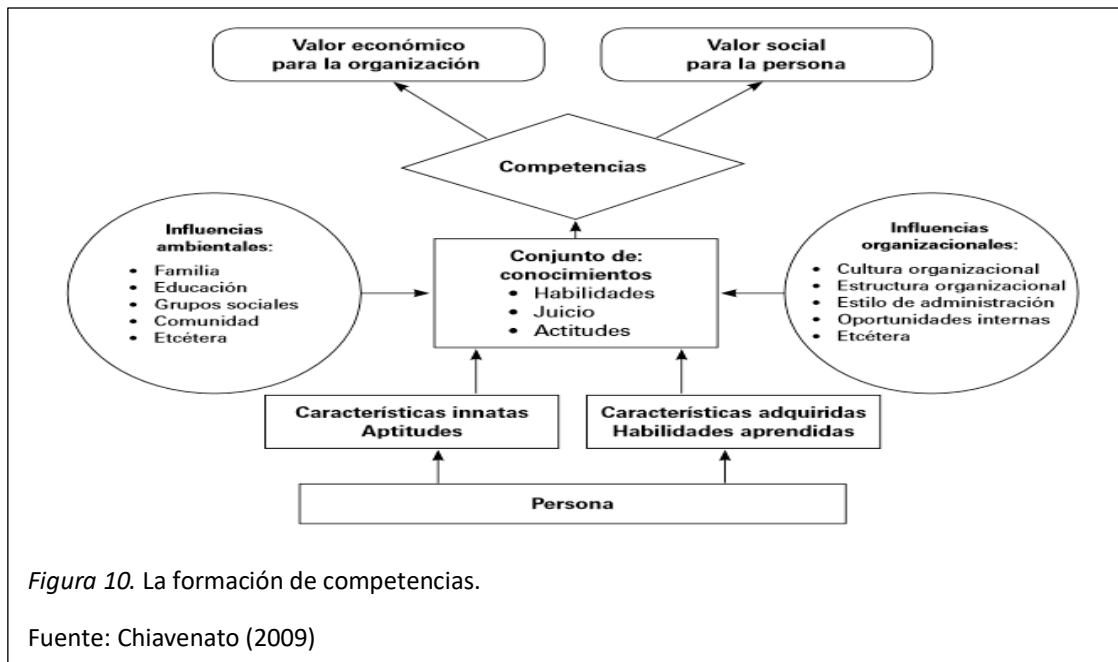 Valor económico
para la organización
Valor social
para la persona
Competencias
Influencias
ambientales:
• Familia
• Educación
• Grupos sociales
• Comunidad
• Etcétera
Conjunto de:
conocimientos
• Habilidades
• Juicio
• Actitudes
Influencias
organizacionales:
• Cultura organizacional
• Estructura organizacional
• Estilo de administración
• Oportunidades internas
• Etcétera
Características innatas
Aptitudes
Características adquiridas
Habilidades aprendidas
Persona
Figura 10. La formación de competencias.
Fuente: Chiavenato (2009)